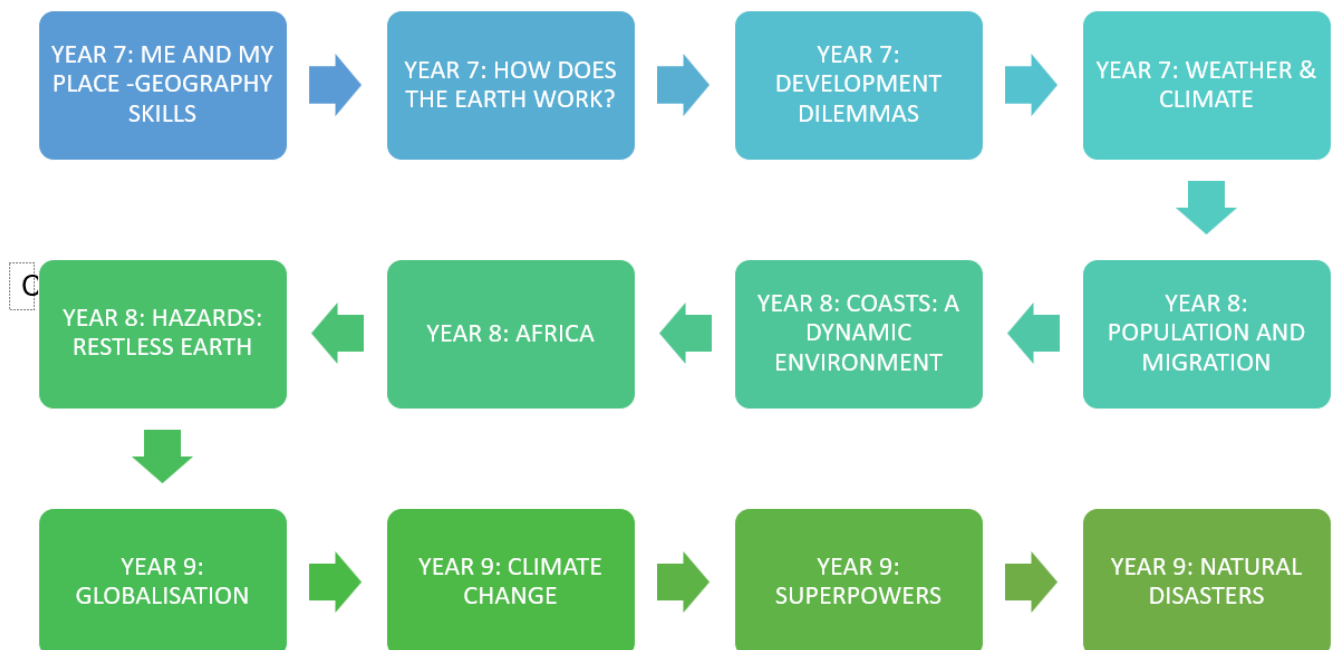 YEAR 7: ME AND MY
PLACE -GEOGRAPHY
SKILLS
YEAR 7: HOW DOES
THE EARTH WORK?
YEAR 7:
DEVELOPMENT
DILEMMAS
YEAR 7: WEATHER &
CLIMATE
YEAR 8:
POPULATION AND
MIGRATION
YEAR 8: COASTS: A
DYNAMIC
ENVIRONMENT
YEAR 8: AFRICA
YEAR 8: HAZARDS:
RESTLESS EARTH
YEAR 9:
GLOBALISATION
YEAR 9: CLIMATE
CHANGE
YEAR 9:
SUPERPOWERS
YEAR 9: NATURAL
DISASTERS